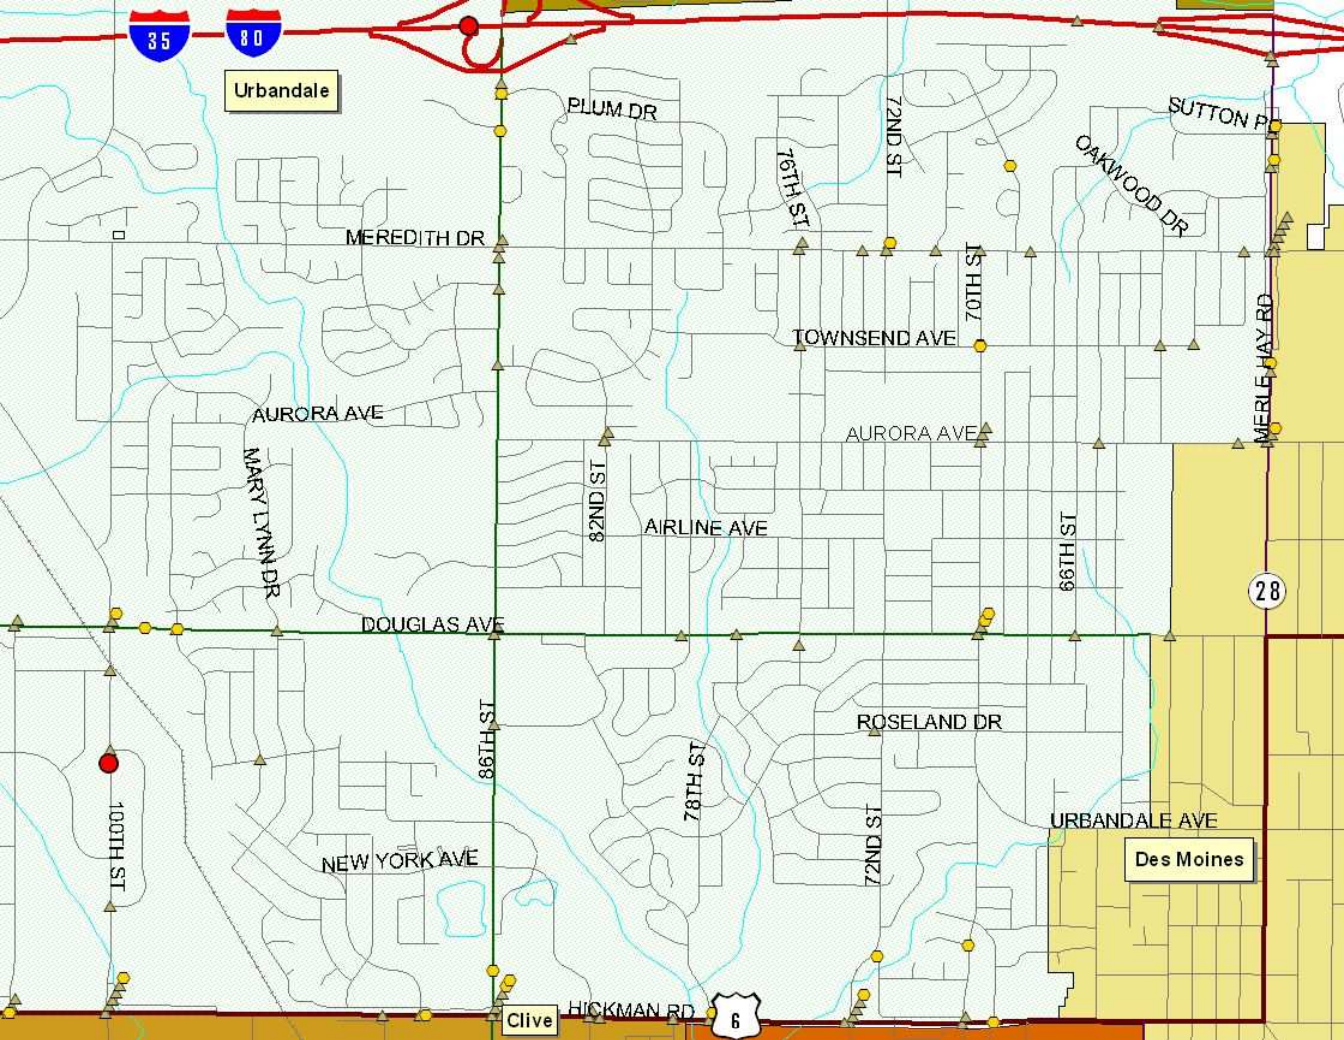 35
80
Urbandale
PLUM DR
72ND ST
SUTTON P
76TH ST
OAKWOOD DR
MEREDITH DR
70TH ST
MERLE HAY RD
TOWNSEND AVE
AURORA AVE
AURORA AVE
MARY LYNN DR
82ND ST
AIRLINE AVE
66TH ST
28
DOUGLAS AVE
86TH ST
ROSELAND DR
78TH ST
100TH ST
72ND ST
URBANDALE AVE
Des Moines
NEW YORK AVE
HICKMAN RD
Clive
6